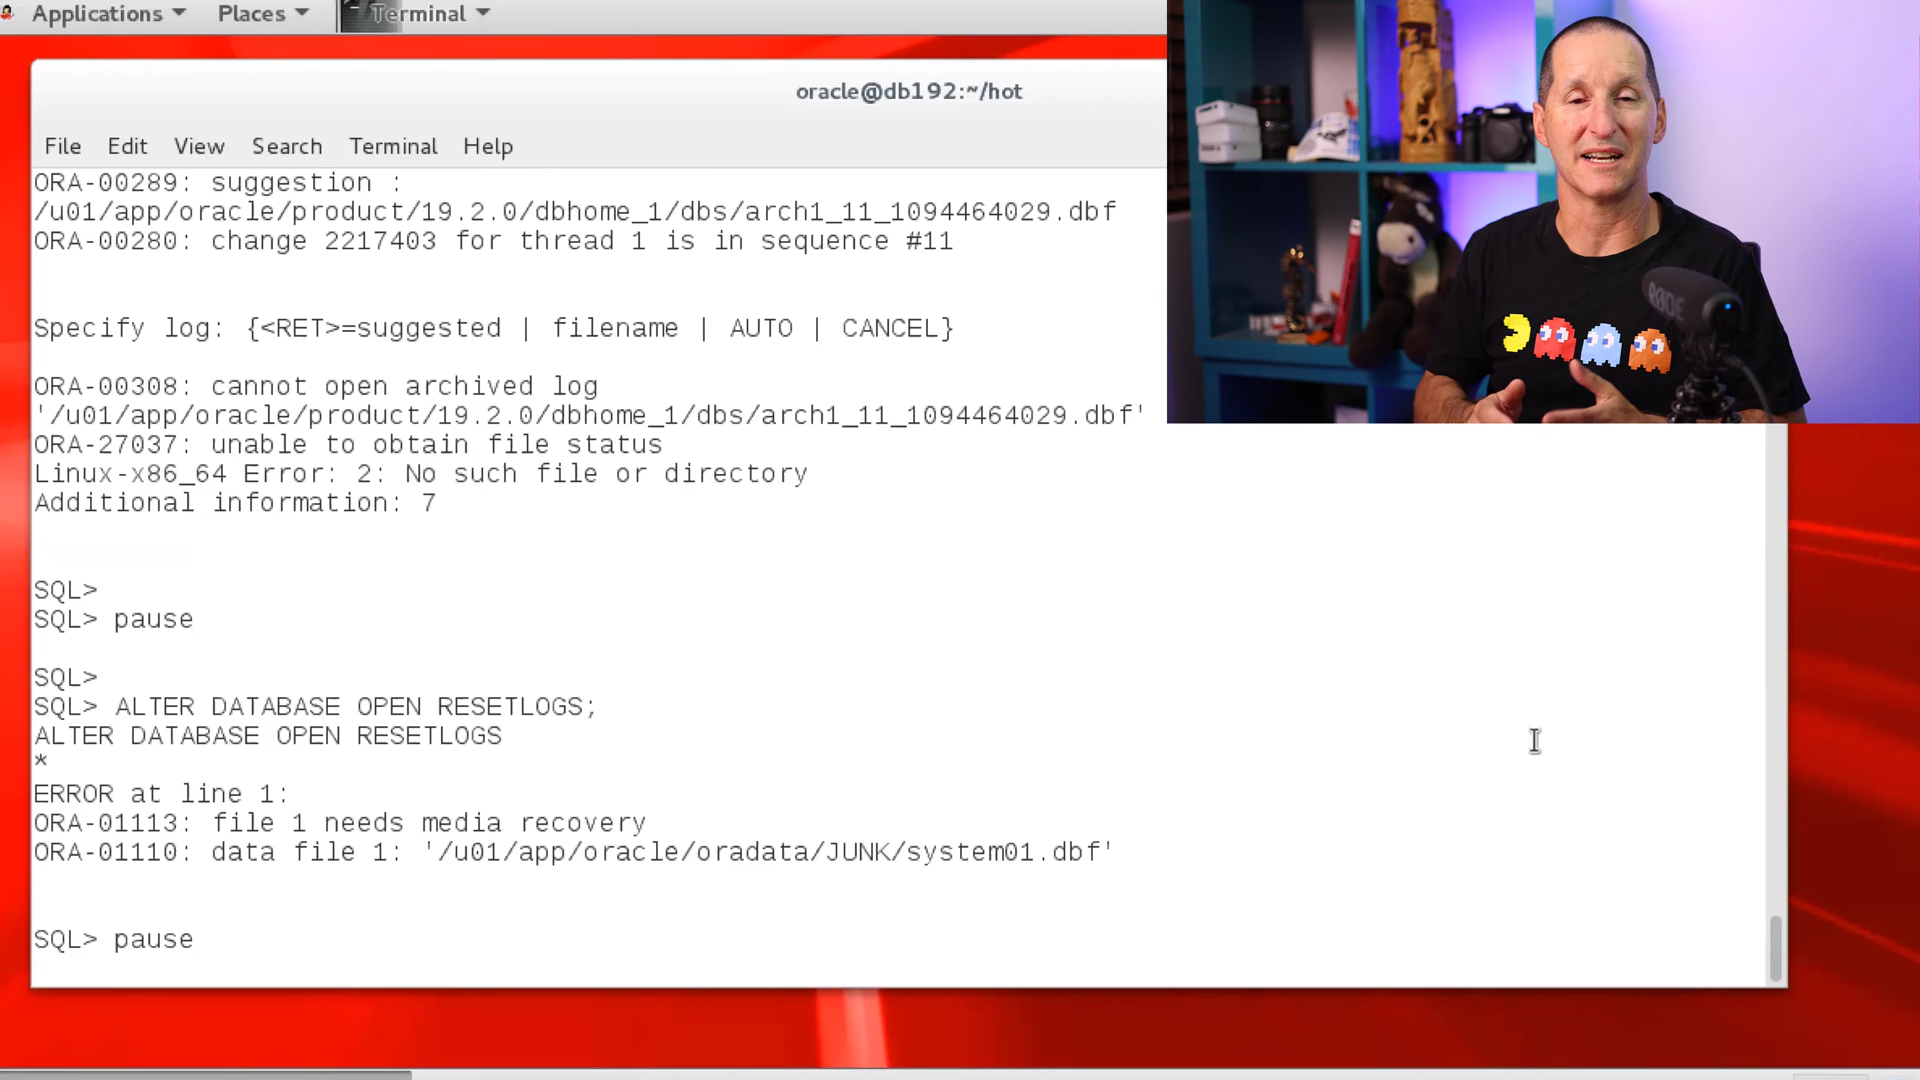 Applications Places Terminal
oracle@db192:~/hot
File Edit View Search Terminal Help
ORA-00289: suggestion :
/u01/app/oracle/product/19.2.0/dbhome_1/dbs/arch1_11_1094464029.dbf
ORA-00280: change 2217403 for thread 1 is in sequence #11
Specify log: {<RET>=suggested | filename | AUTO | CANCEL}
ORA-00308: cannot open archived log
'/u01/app/oracle/product/19.2.0/dbhome_1/dbs/arch1_11_1094464029.dbf'
ORA-27037: unable to obtain file status
Linux-x86_64 Error: 2: No such file or directory
Additional information: 7
SQL>
SQL> pause
SQL>
SQL> ALTER DATABASE OPEN RESETLOGS;
ALTER DATABASE OPEN RESETLOGS
*
ERROR at line 1:
ORA-01113: file 1 needs media recovery
ORA-01110: data file 1: '/u01/app/oracle/oradata/JUNK/system01.dbf'
SQL> pause
RØDE